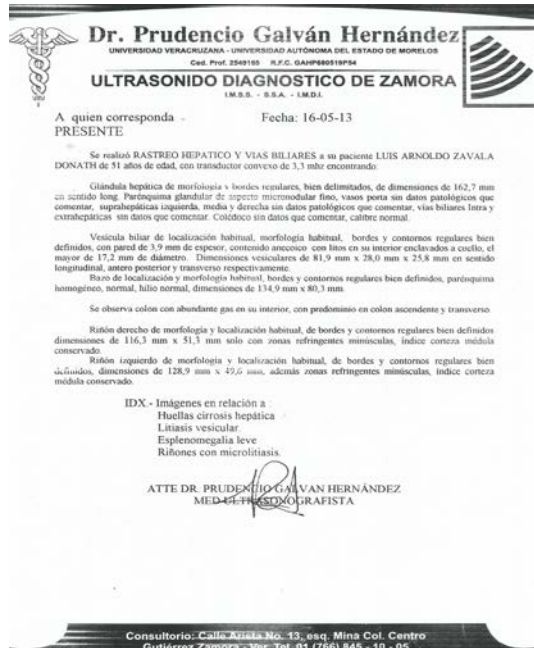 Dr. Prudencio Galván Hernández
UNIVERSIDAD VERACRUZANA - UNIVERSIDAD AUTÓNOMA DEL ESTADO DE MORELOS
Ced. Prof. 2549165 R.F.C. GAHP680519P54
ULTRASONIDO DIAGNOSTICO DE ZAMORA
I.M.S.S. - S.S.A. - I.M.D.I.
A quien corresponda - Fecha: 16-05-13
PRESENTE
Se realizó RASTREO HEPATICO Y VIAS BILIARES a su paciente LUIS ARNOLDO ZAVALA
DONATH de 51 años de edad, con transductor convexo de 3,3 mhz encontrando:
Glándula hepática de morfología y bordes regulares, bien delimitados, de dimensiones de 162,7 mm
en sentido long. Parénquima glandular de aspecto micronodular fino, vasos porta sin datos patológicos que
comentar, suprahepáticas izquierda, media y derecha sin datos patológicos que comentar, vías biliares Intra y
extrahepáticas sin datos que comentar. Colédoco sin datos que comentar, calibre normal.
Vesícula biliar de localización habitual, morfología habitual, bordes y contornos regulares bien
definidos, con pared de 3,9 mm de espesor, contenido anecoico con litos en su interior enclavados a cuello, el
mayor de 17,2 mm de diámetro. Dimensiones vesiculares de 81,9 mm x 28,0 mm x 25,8 mm en sentido
longitudinal, antero posterior y transverso respectivamente.
Bazo de localización y morfología habitual, bordes y contornos regulares bien definidos, parénquima
homogéneo, normal, hilio normal, dimensiones de 134,9 mm x 80,3 mm.
Se observa colon con abundante gas en su interior, con predominio en colon ascendente y transverso.
Riñón derecho de morfología y localización habitual, de bordes y contornos regulares bien definidos
dimensiones de 116,3 mm x 51,3 mm solo con zonas refringentes minúsculas, índice corteza médula
conservado.
Riñón izquierdo de morfología y localización habitual, de bordes y contornos regulares bien
definidos, dimensiones de 128,9 mm x 49,6 mm, además zonas refringentes minúsculas, índice corteza
médula conservado.
IDX.- Imágenes en relación a :
Huellas cirrosis hepática
Litiasis vesicular.
Esplenomegalia leve
Riñones con microlitiasis.
ATTE DR. PRUDENCIO GALVAN HERNÁNDEZ
MED ULTRASONOGRAFISTA
Consultorio: Calle Arista No. 13, esq. Mina Col. Centro
Gutiérrez Zamora - Ver. Tel. 01 (766) 845 - 10 - 05